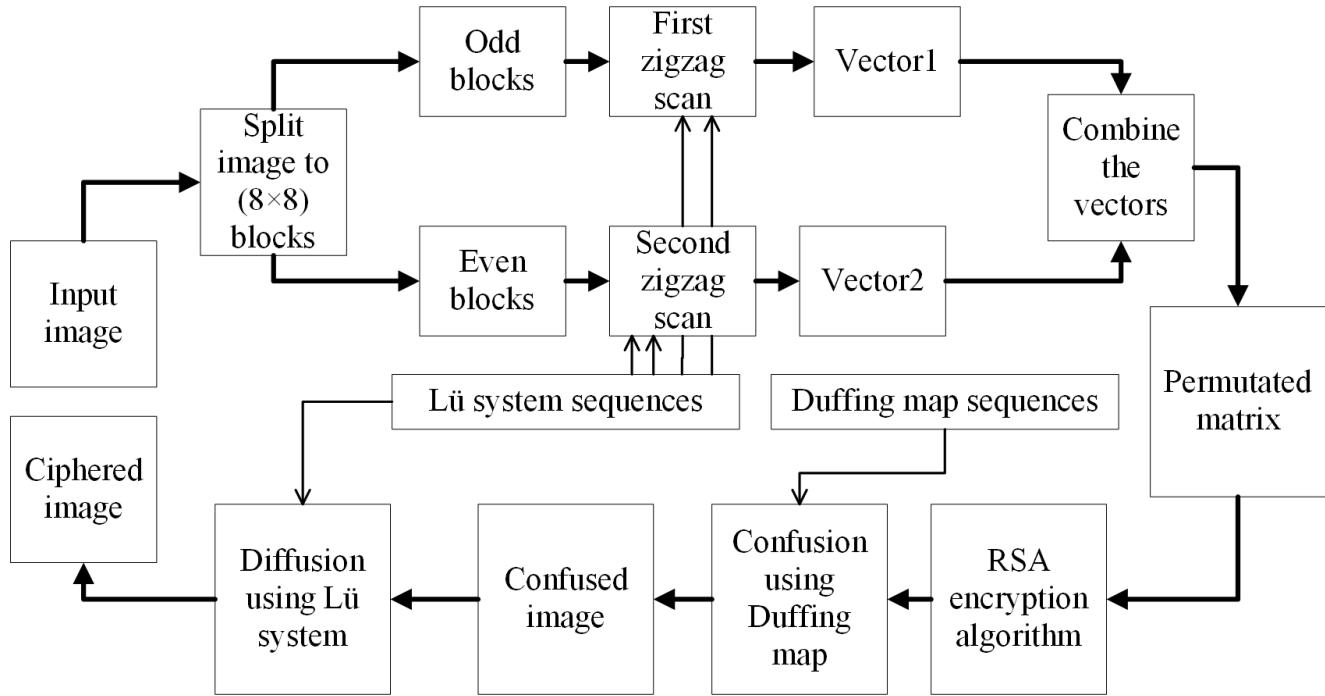 Odd
blocks
First
zigzag
scan
Vector1
Split
image to
(8×8)
blocks
Combine
the
vectors
Input
image
Even
blocks
Second
zigzag
scan
Vector2
Permutated
matrix
Lü system sequences
Duffing map sequences
Ciphered
image
Diffusion
using Lü
system
Confused
image
Confusion
using
Duffing
map
RSA
encryption
algorithm